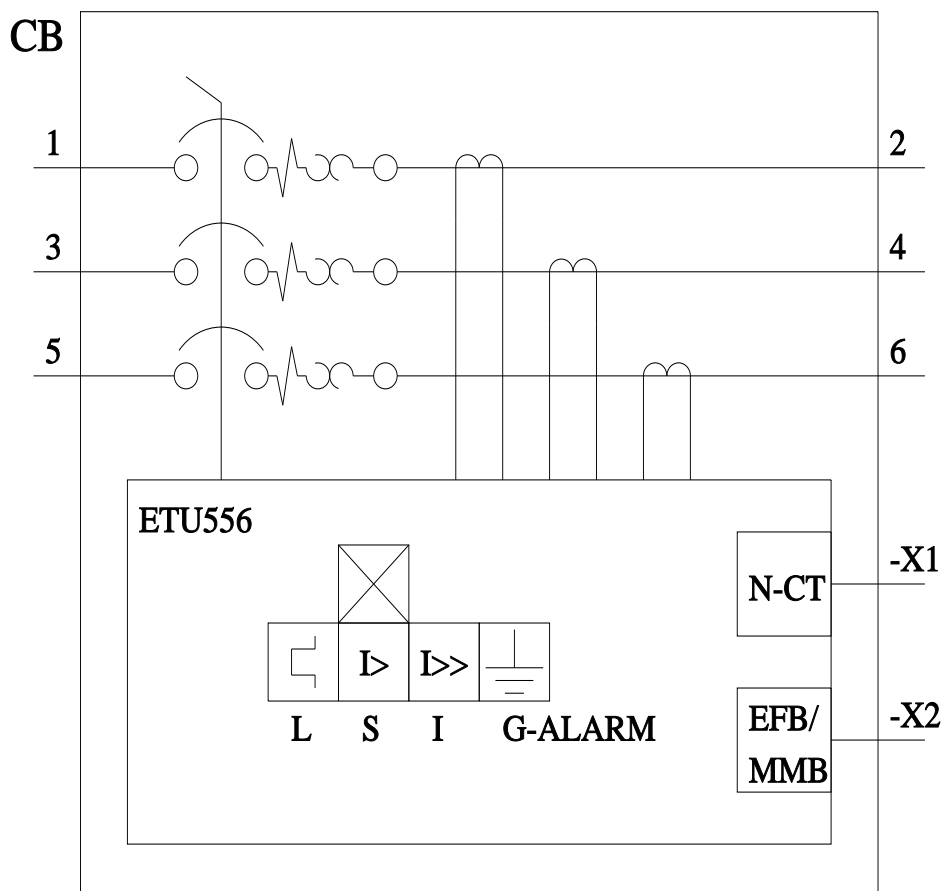 CB
1
2
3
4
5
6
ETU556
N-CT
-X1
I>
I>>
L
S
I
G-ALARM
EFB/
MMB
-X2